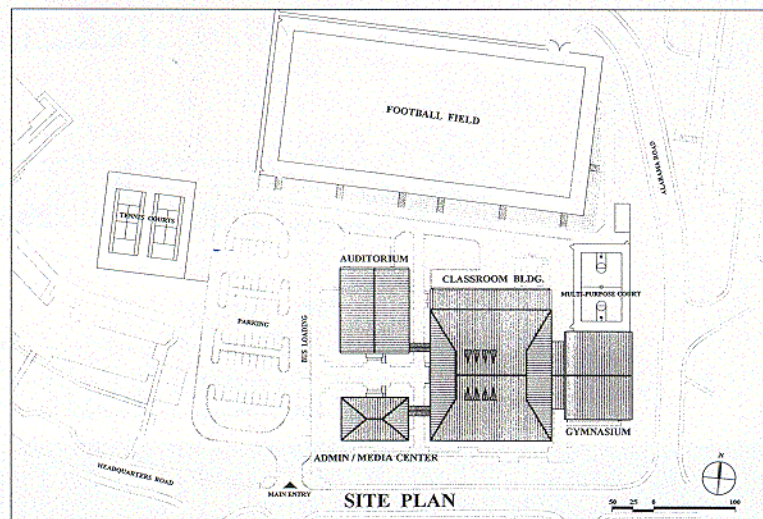 FOOTBALL FIELD
ALABAMA ROAD
TENNIS COURTS
AUDITORIUM
CLASSROOM BLDG.
MULTI-PURPOSE COURT
PARKING
BUS LOADING
GYMNASIUM
ADMIN / MEDIA CENTER
HEADQUARTERS ROAD
MAIN ENTRY
SITE PLAN
N
50 25 0 100